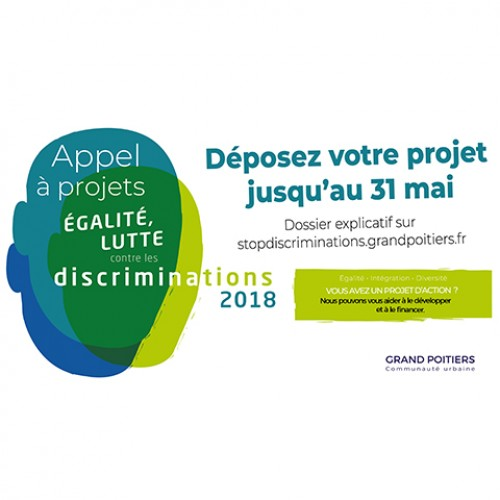 Appel
à projets
ÉGALITÉ,
LUTTE
contre les
discriminations
2018
Déposez votre projet
jusqu'au 31 mai
Dossier explicatif sur
stopdiscriminations.grandpoitiers.fr
Égalité - Intégration - Diversité
VOUS AVEZ UN PROJET D'ACTION ?
Nous pouvons vous aider à le développer
et à le financer.
GRAND POITIERS
Communauté urbaine